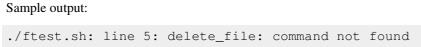 Sample output:
./ftest.sh: line 5: delete_file: command not found